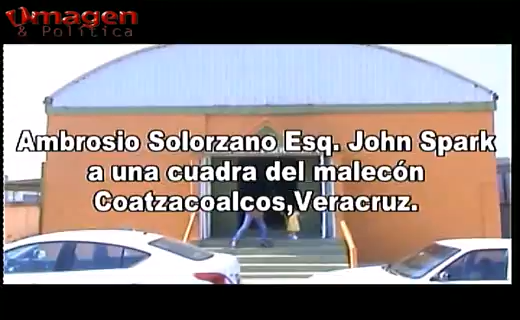 Imagen
& Política
Ambrosio Solorzano Esq. John Spark
a una cuadra del malecón
Coatzacoalcos,Veracruz.